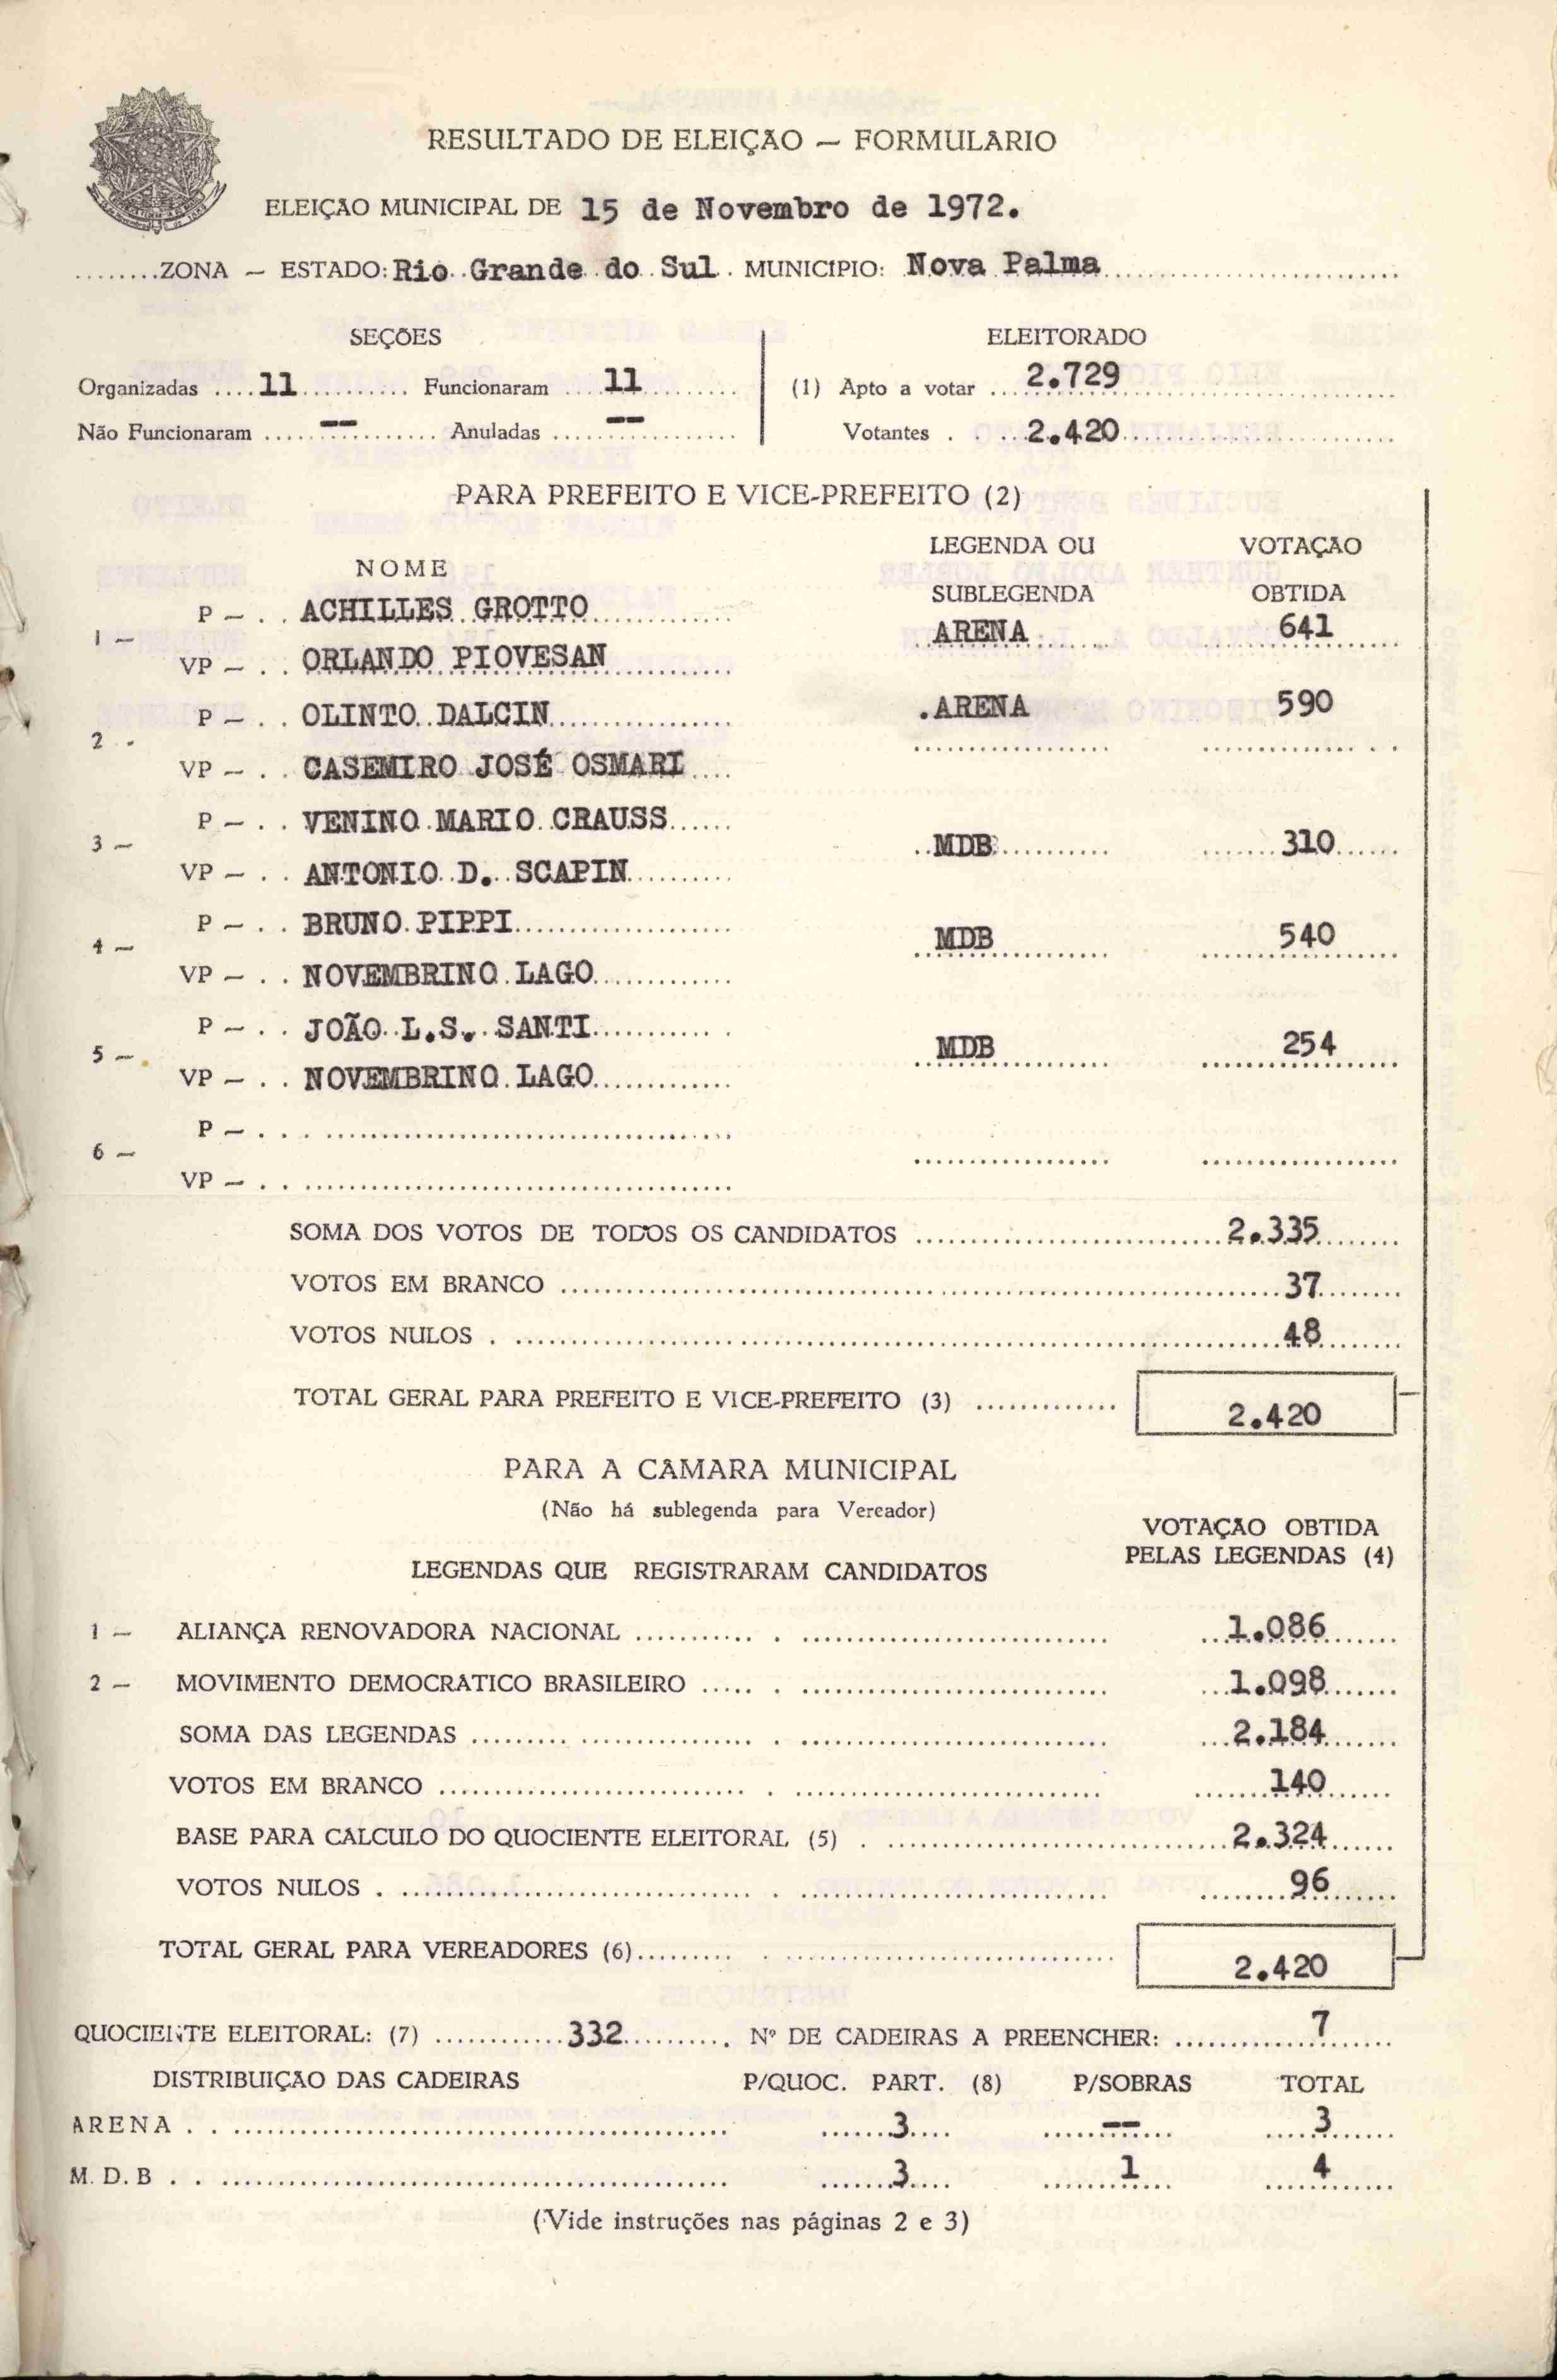 RESULTADO DE ELEIÇÃO — FORMULÁRIO
ELEIÇÃO MUNICIPAL DE 15 de Novembro de 1972.
........ZONA — ESTADO: Rio Grande do Sul. MUNICÍPIO: Nova Palma
SEÇÕES
ELEITORADO
Organizadas ....11.......... Funcionaram ....11.........
(1) Apto a votar ...2.729
Não Funcionaram .....--........ Anuladas .....--.........
Votantes . . ..2.420
PARA PREFEITO E VICE-PREFEITO (2)
NOME
LEGENDA OU SUBLEGENDA
VOTAÇÃO OBTIDA
1 — P — . . ACHILLES GROTTO
ARENA 641
VP — . . ORLANDO PIOVESAN
2 - P — . . OLINTO DALCIN
.ARENA 590
VP — . . CASEMIRO JOSÉ OSMARI
3 — P — . . VENINO MARIO CRAUSS
MDB 310
VP — . . ANTONIO D. SCAPIN
4 — P — . . BRUNO PIPPI
MDB 540
VP — . . NOVEMBRINO LAGO
5 — P — . . JOÃO L.S. SANTI
MDB 254
VP — . . NOVEMBRINO LAGO
6 — P — . . .
VP — . .
SOMA DOS VOTOS DE TODOS OS CANDIDATOS ........ 2.335
VOTOS EM BRANCO ........ 37
VOTOS NULOS . ........ 48
TOTAL GERAL PARA PREFEITO E VICE-PREFEITO (3) ............. 2.420
PARA A CÂMARA MUNICIPAL
(Não há sublegenda para Vereador)
VOTAÇÃO OBTIDA
PELAS LEGENDAS (4)
LEGENDAS QUE REGISTRARAM CANDIDATOS
1 — ALIANÇA RENOVADORA NACIONAL ........ 1.086
2 — MOVIMENTO DEMOCRÁTICO BRASILEIRO ........ 1.098
SOMA DAS LEGENDAS ........ 2.184
VOTOS EM BRANCO ........ 140
BASE PARA CÁLCULO DO QUOCIENTE ELEITORAL (5) . ........ 2.324
VOTOS NULOS . ........ 96
TOTAL GERAL PARA VEREADORES (6) ........ 2.420
QUOCIENTE ELEITORAL: (7) ............332.......... Nº DE CADEIRAS A PREENCHER: ........ 7
DISTRIBUIÇÃO DAS CADEIRAS P/QUOC. PART. (8) P/SOBRAS TOTAL
ARENA . . ........ 3 -- 3
M. D. B . . ........ 3 1 4
(Vide instruções nas páginas 2 e 3)